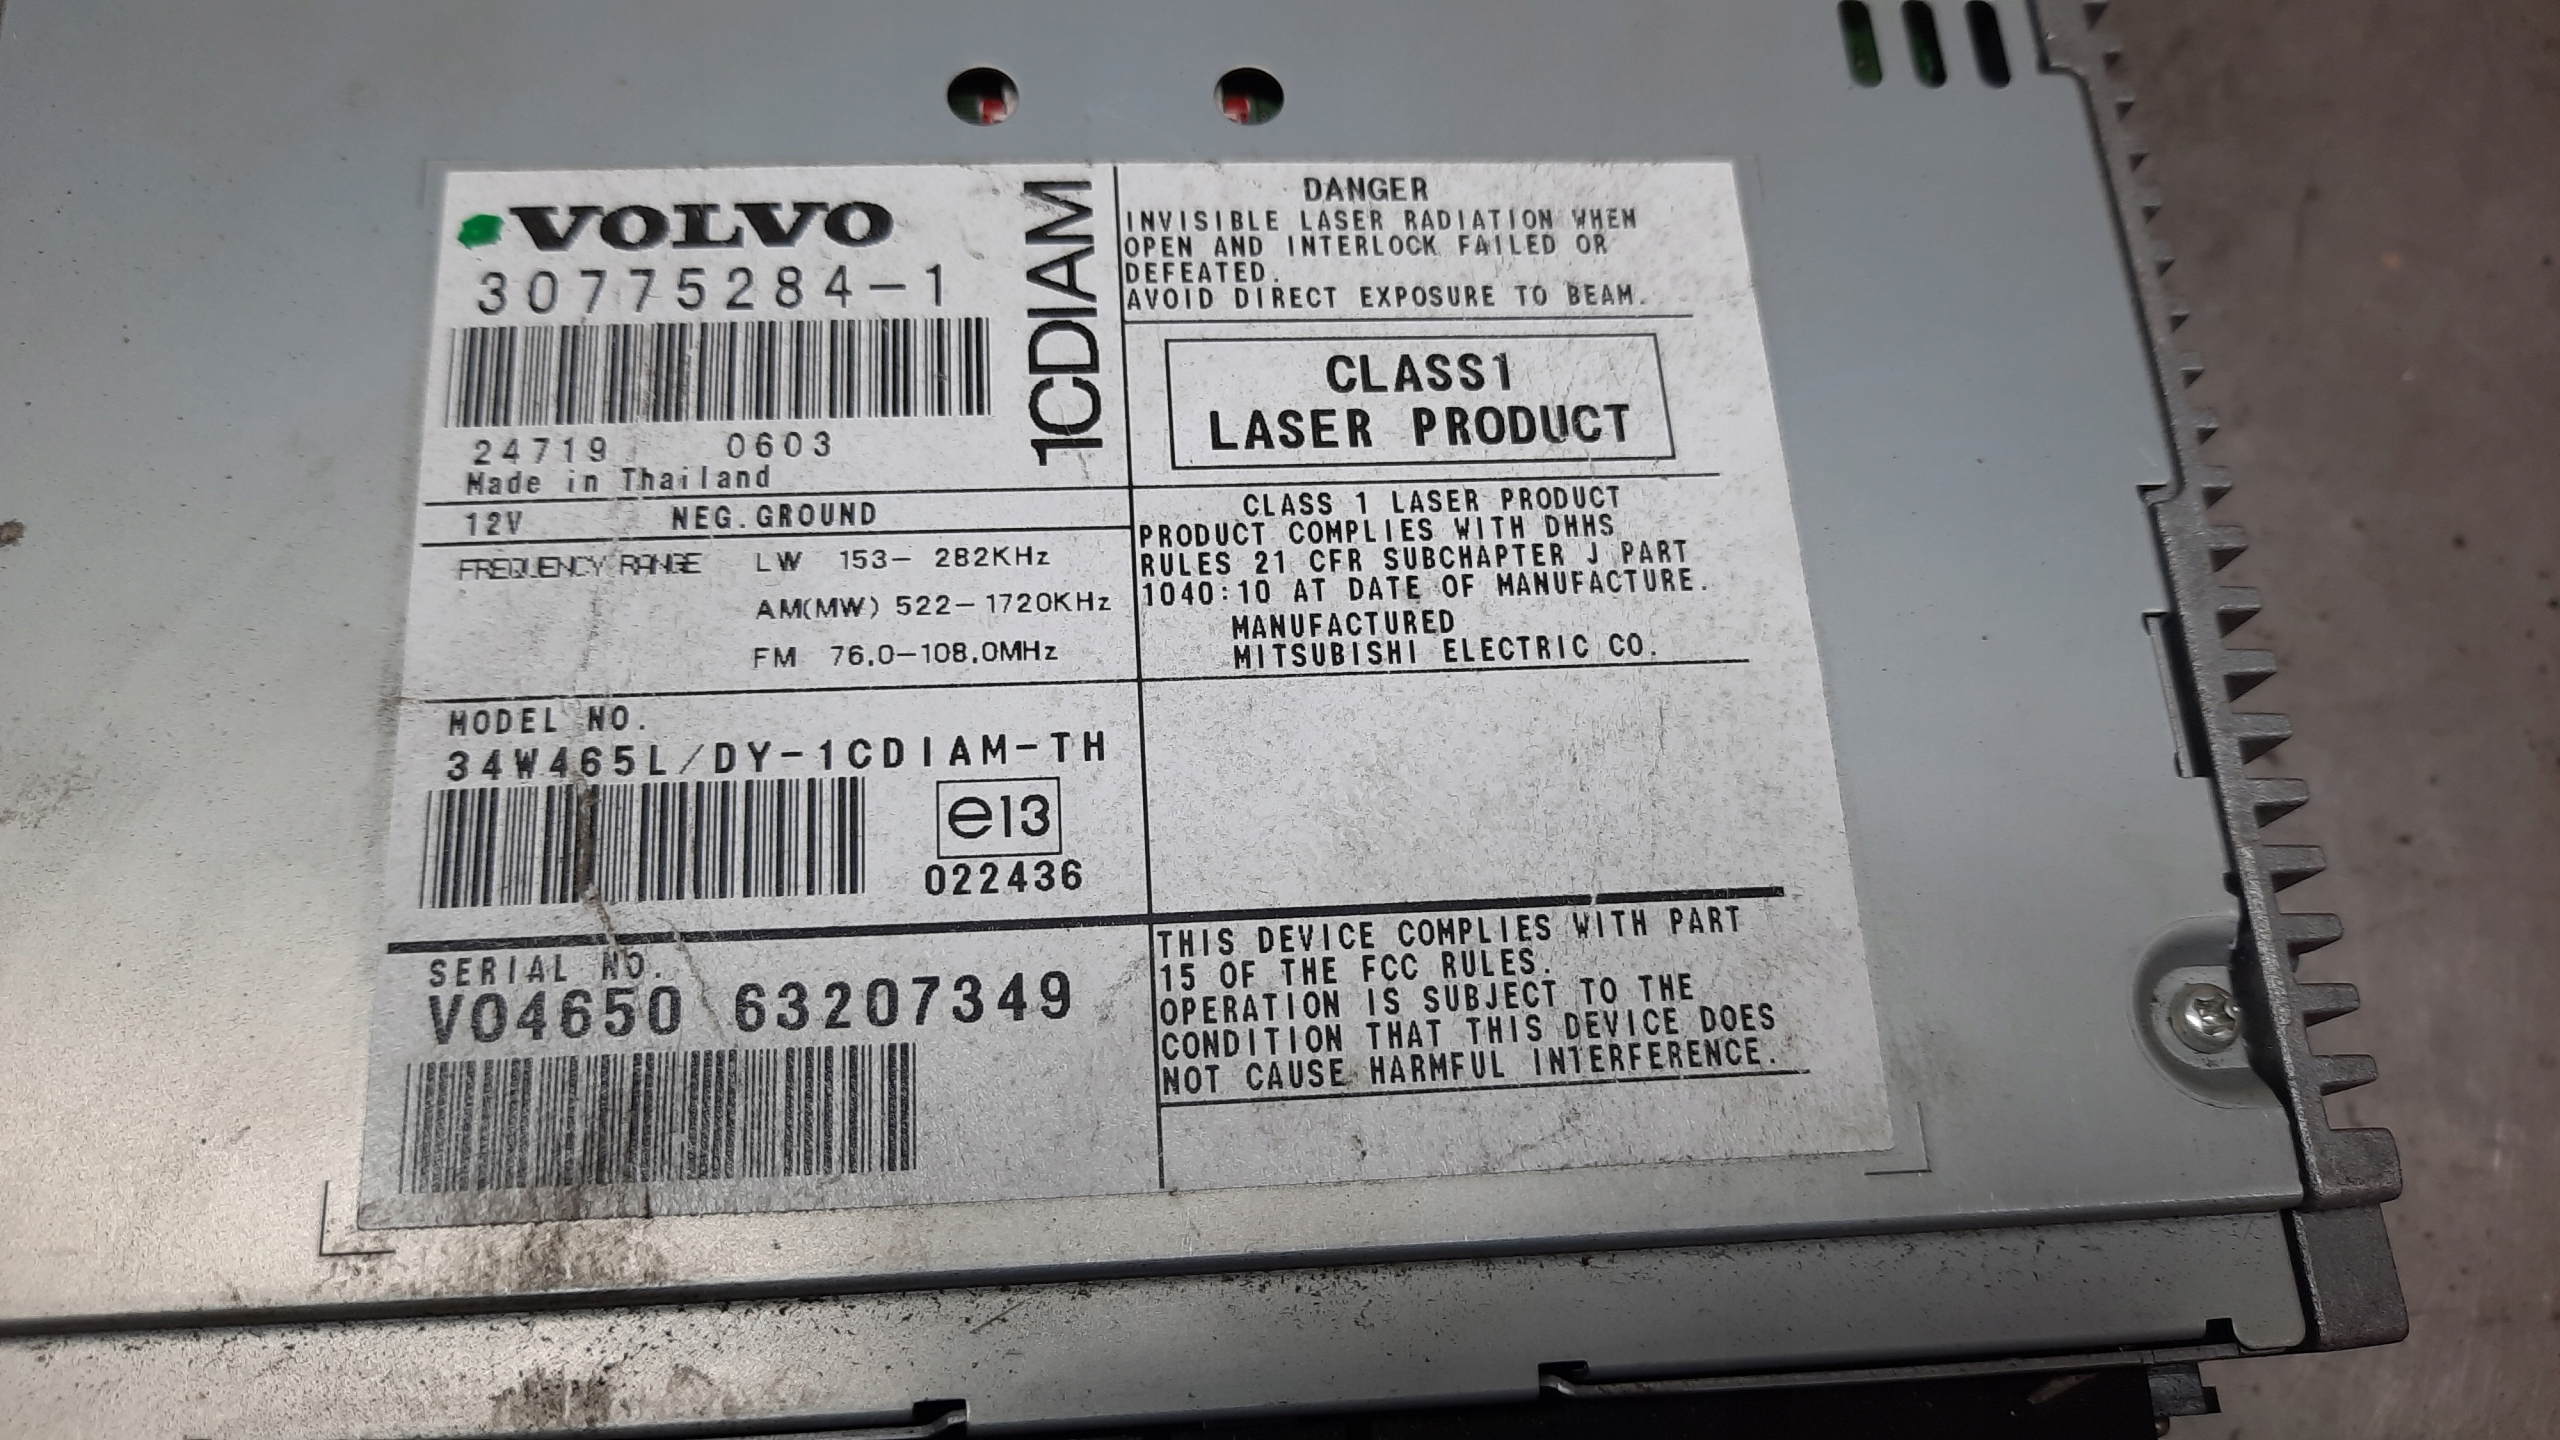 VOLVO
30775284-1
1CDIAM
24719 0603
Made in Thailand
12V NEG.GROUND
FREQUENCY RANGE LW 153- 282KHz
AM(MW) 522-1720KHz
FM 76.0-108.0MHz
MODEL NO.
34W465L/DY-1CDIAM-TH
e13
022436
SERIAL NO.
VO4650 63207349
DANGER
INVISIBLE LASER RADIATION WHEN
OPEN AND INTERLOCK FAILED OR
DEFEATED.
AVOID DIRECT EXPOSURE TO BEAM.
CLASS1
LASER PRODUCT
CLASS 1 LASER PRODUCT
PRODUCT COMPLIES WITH DHHS
RULES 21 CFR SUBCHAPTER J PART
1040:10 AT DATE OF MANUFACTURE.
MANUFACTURED
MITSUBISHI ELECTRIC CO.
THIS DEVICE COMPLIES WITH PART
15 OF THE FCC RULES.
OPERATION IS SUBJECT TO THE
CONDITION THAT THIS DEVICE DOES
NOT CAUSE HARMFUL INTERFERENCE.